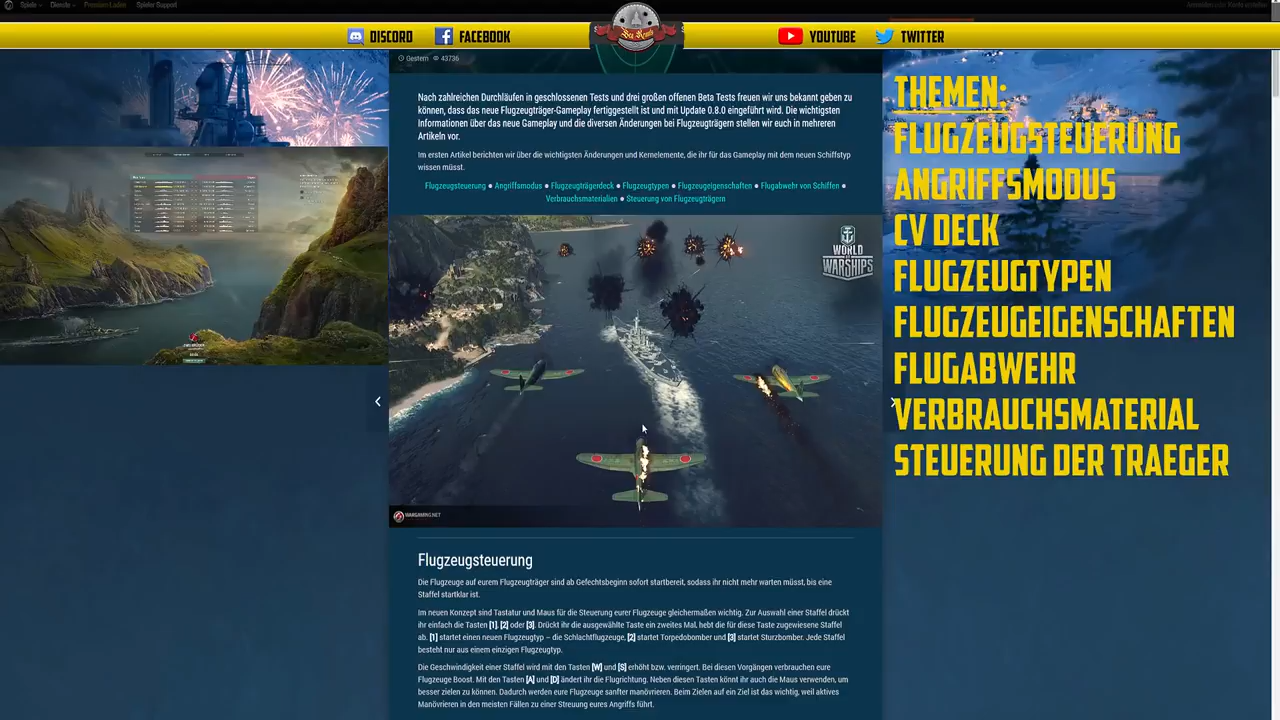 Spiele
Dienste
Premium-Laden
Spieler Support
DISCORD
FACEBOOK
YOUTUBE
TWITTER
Gestern 43736
Nach zahlreichen Durchläufen in geschlossenen Tests und drei großen offenen Beta Tests freuen wir uns bekannt geben zu
können, dass das neue Flugzeugträger-Gameplay fertiggestellt ist und mit Update 0.8.0 eingeführt wird. Die wichtigsten
Informationen über das neue Gameplay und die diversen Änderungen bei Flugzeugträgern stellen wir euch in mehreren
Artikeln vor.
Im ersten Artikel berichten wir über die wichtigsten Änderungen und Kernelemente, die ihr für das Gameplay mit dem neuen Schiffstyp
wissen müsst.
Flugzeugsteuerung ● Angriffsmodus ● Flugzeugträgerdeck ● Flugzeugtypen ● Flugzeugeigenschaften ● Flugabwehr von Schiffen ●
Verbrauchsmaterialien ● Steuerung von Flugzeugträgern
WORLD
OF
WARSHIPS
WARGAMING.NET
Flugzeugsteuerung
Die Flugzeuge auf eurem Flugzeugträger sind ab Gefechtsbeginn sofort startbereit, sodass ihr nicht mehr warten müsst, bis eine
Staffel startklar ist.
Im neuen Konzept sind Tastatur und Maus für die Steuerung eurer Flugzeuge gleichermaßen wichtig. Zur Auswahl einer Staffel drückt
ihr einfach die Tasten [1], [2] oder [3]. Drückt ihr die ausgewählte Taste ein zweites Mal, hebt die für diese Taste zugewiesene Staffel
ab. [1] startet einen neuen Flugzeugtyp – die Schlachtflugzeuge, [2] startet Torpedobomber und [3] startet Sturzbomber. Jede Staffel
besteht nur aus einem einzigen Flugzeugtyp.
Die Geschwindigkeit einer Staffel wird mit den Tasten [W] und [S] erhöht bzw. verringert. Bei diesen Vorgängen verbrauchen eure
Flugzeuge Boost. Mit den Tasten [A] und [D] ändert ihr die Flugrichtung. Neben diesen Tasten könnt ihr auch die Maus verwenden, um
besser zielen zu können. Dadurch werden eure Flugzeuge sanfter manövrieren. Beim Zielen auf ein Ziel ist das wichtig, weil aktives
Manövrieren in den meisten Fällen zu einer Streuung eures Angriffs führt.
THEMEN:
FLUGZEUGSTEUERUNG
ANGRIFFSMODUS
CV DECK
FLUGZEUGTYPEN
FLUGZEUGEIGENSCHAFTEN
FLUGABWEHR
VERBRAUCHSMATERIAL
STEUERUNG DER TRAEGER